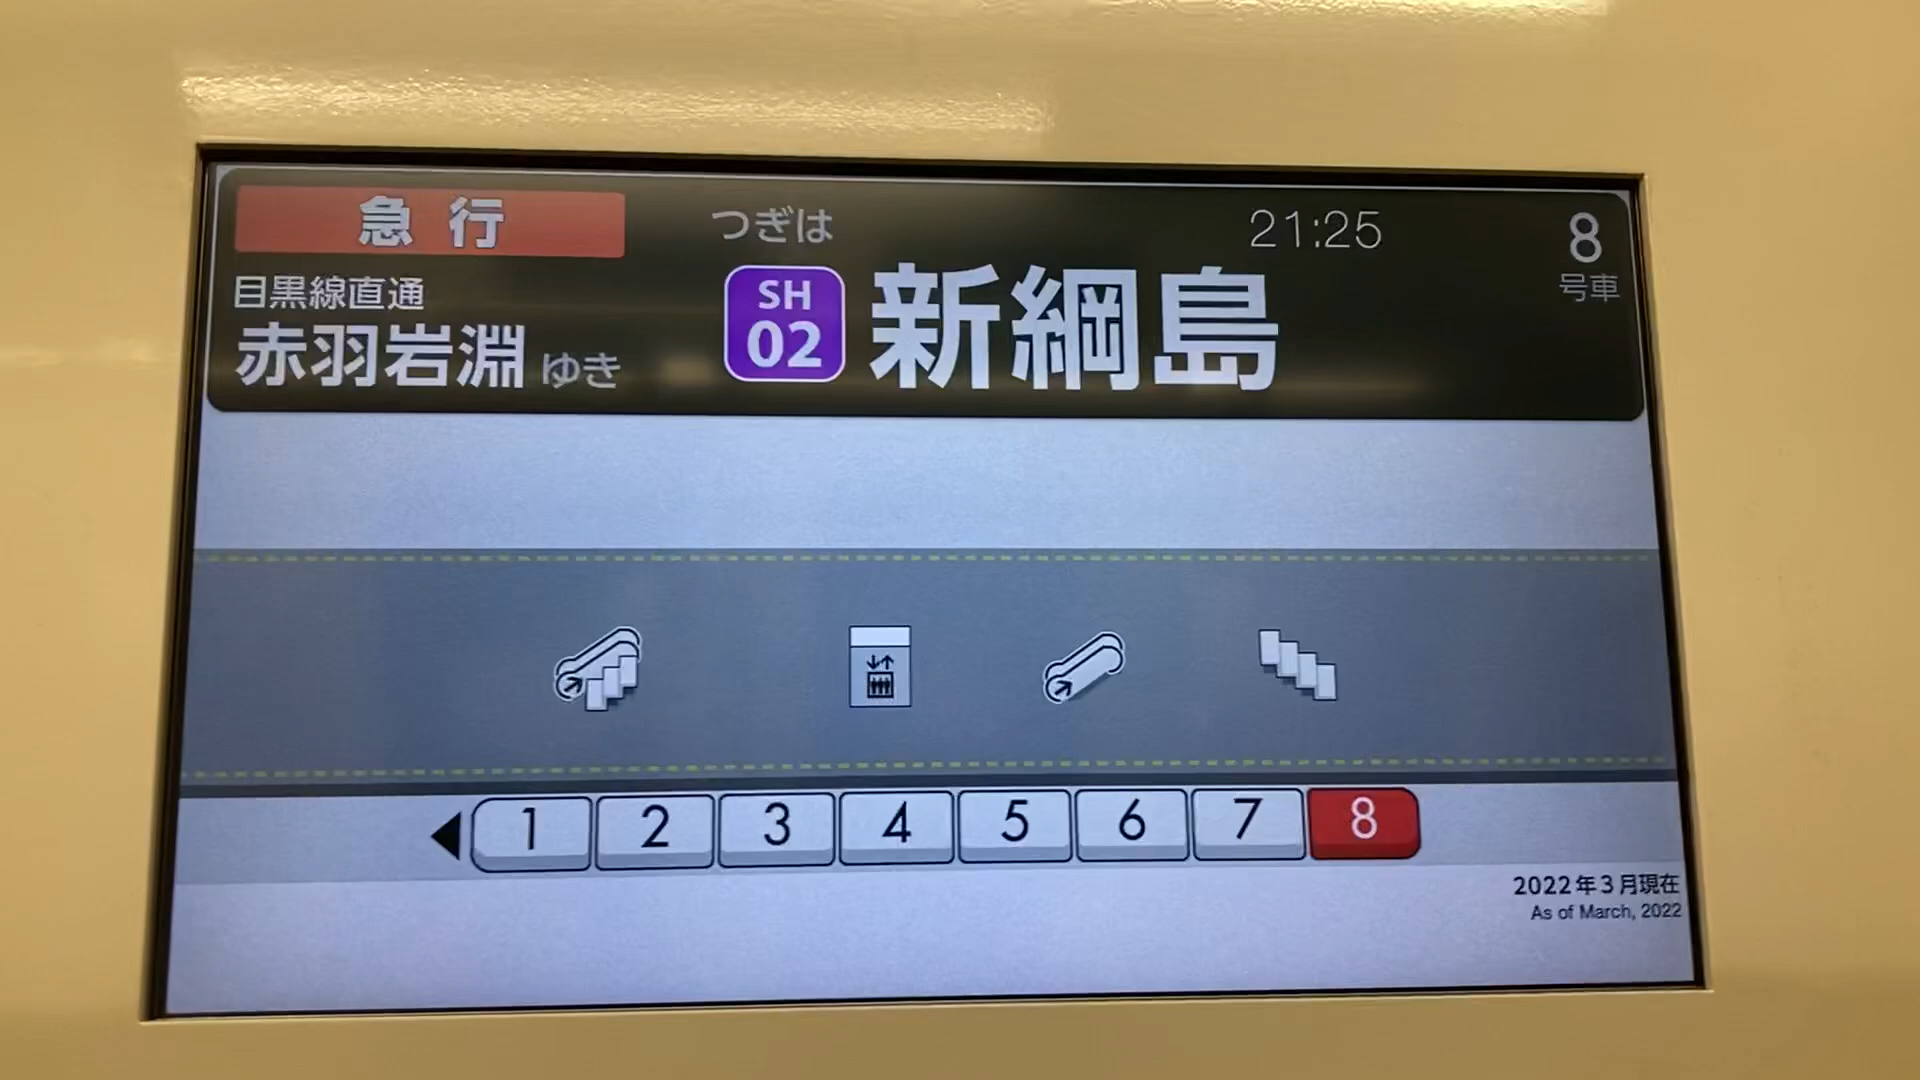 急行
目黒線直通
赤羽岩淵 ゆき
つぎは
SH
02
新綱島
21:25
8
号車
1 2 3 4 5 6 7 8
2022年3月現在
As of March, 2022